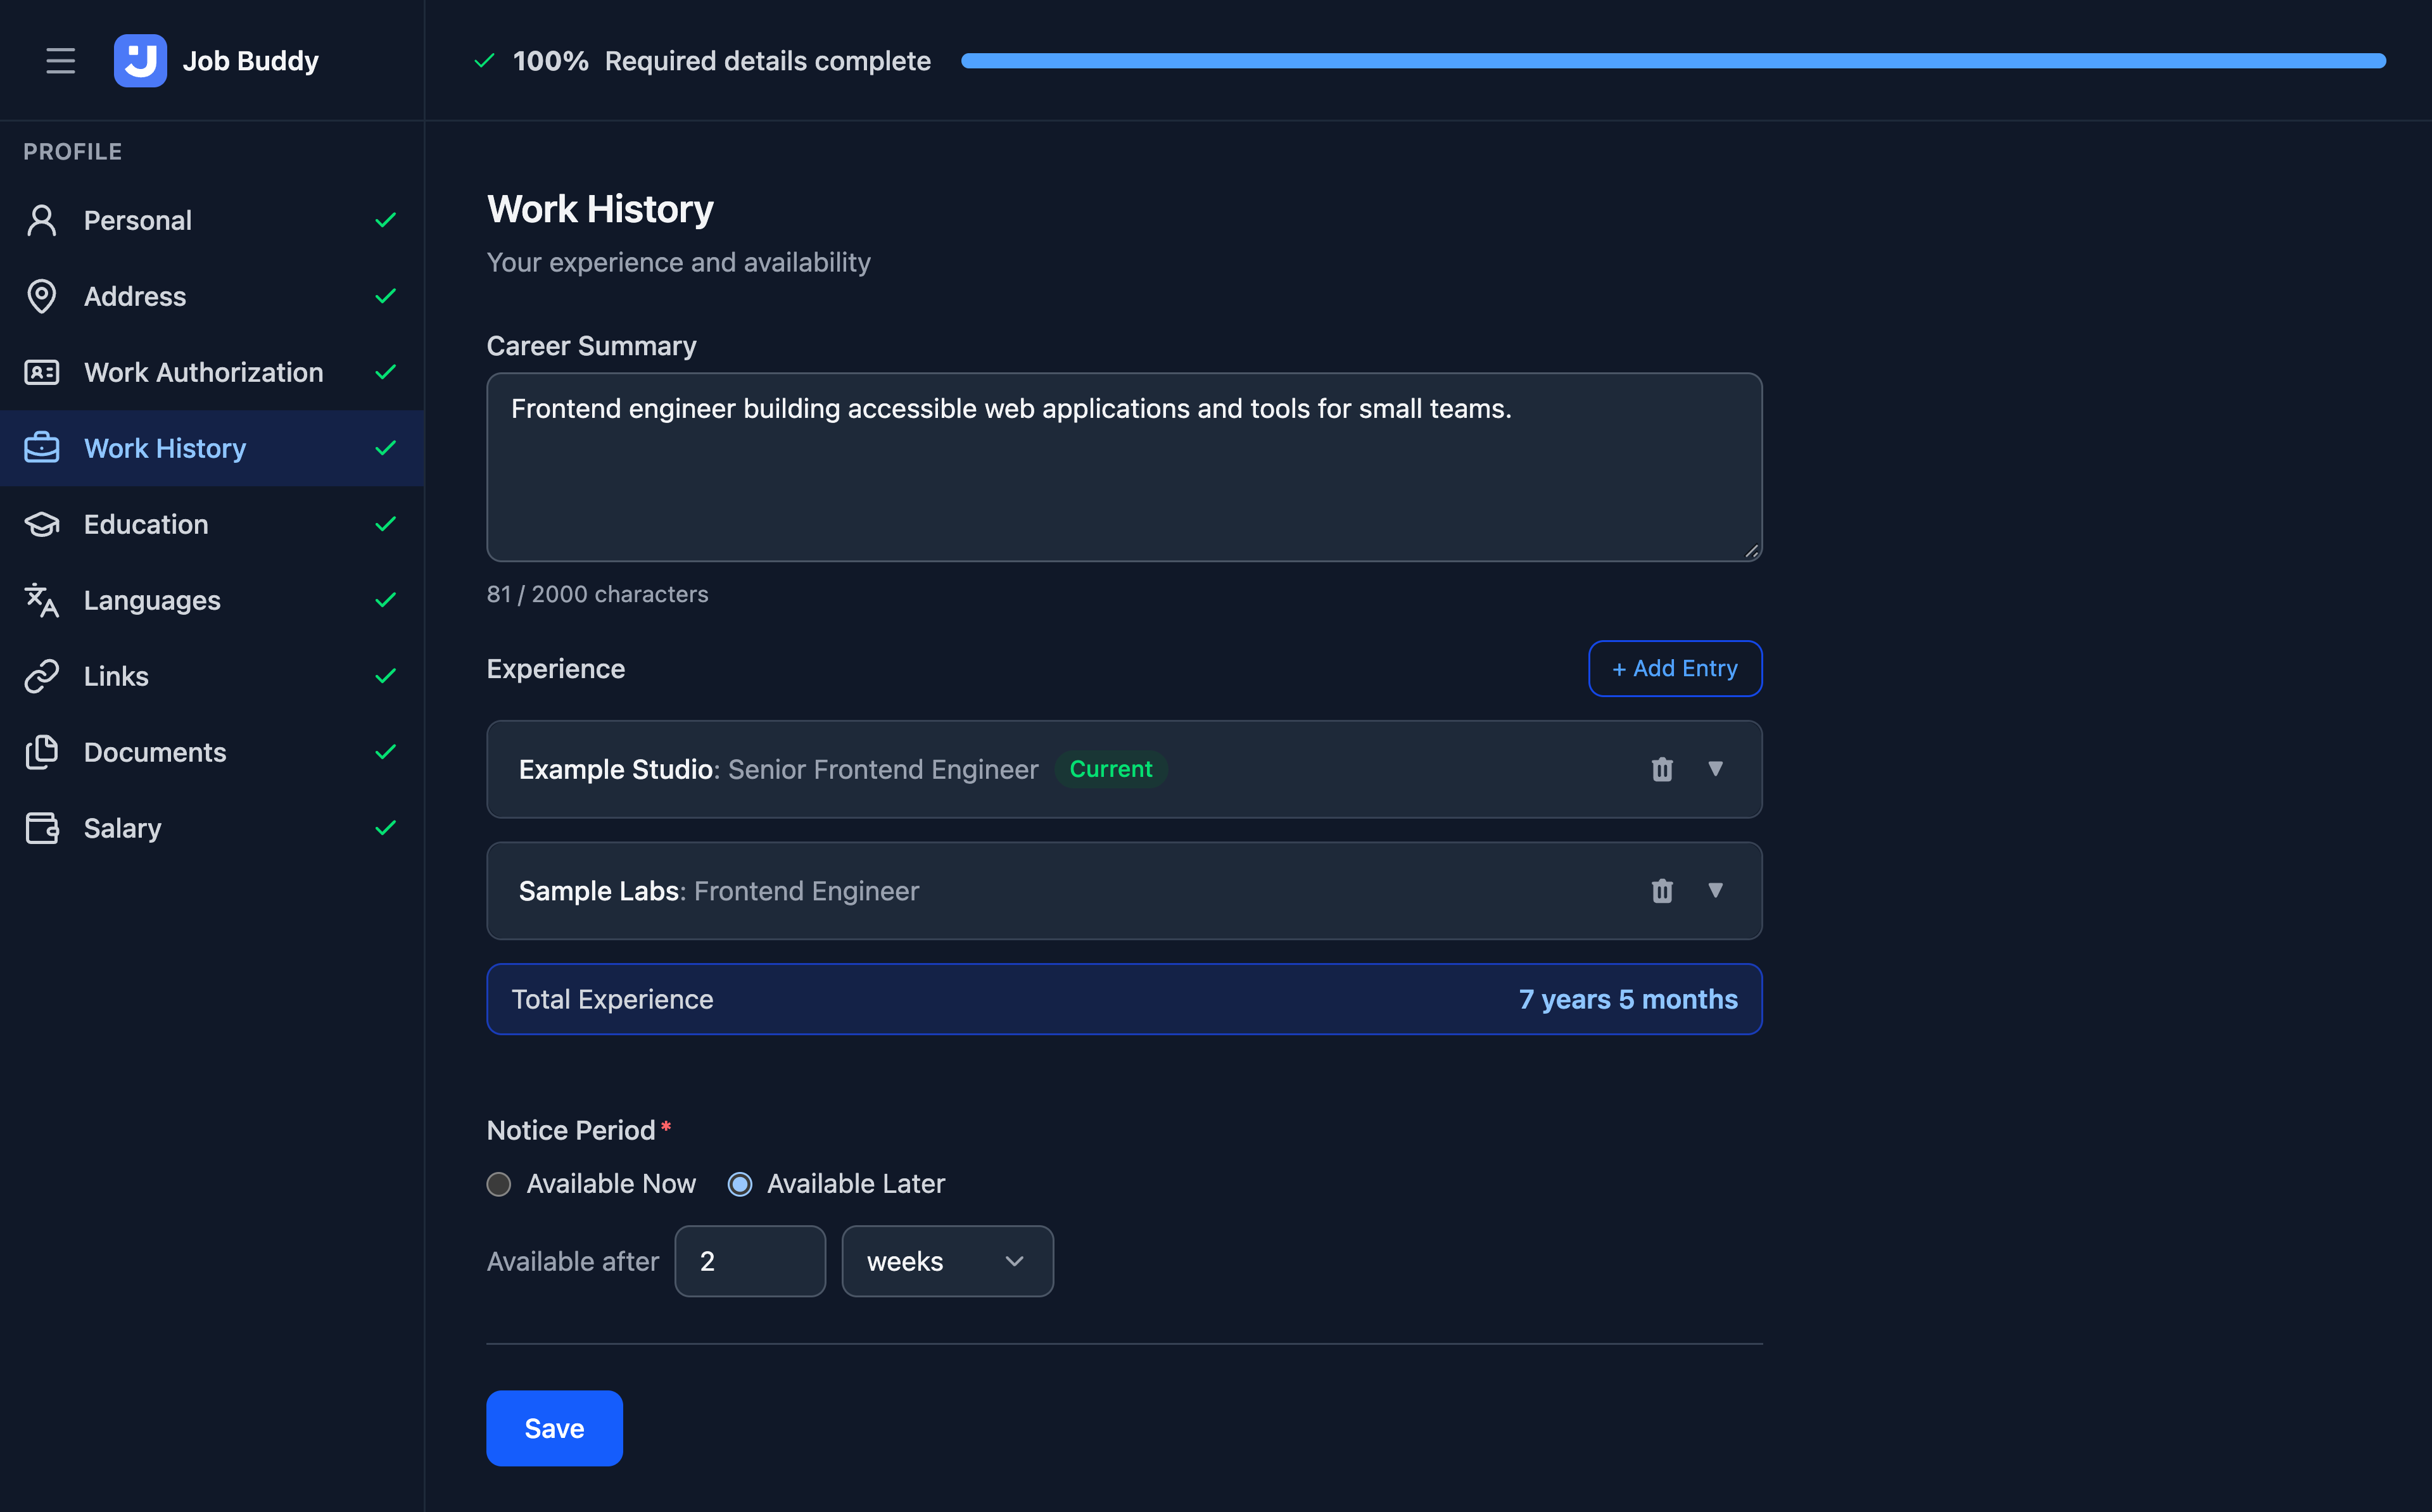 Job Buddy
100% Required details complete
PROFILE
Personal
Address
Work Authorization
Work History
Education
Languages
Links
Documents
Salary
Work History
Your experience and availability
Career Summary
Frontend engineer building accessible web applications and tools for small teams.
81 / 2000 characters
Experience
+ Add Entry
Example Studio: Senior Frontend Engineer Current
Sample Labs: Frontend Engineer
Total Experience 7 years 5 months
Notice Period*
Available Now Available Later
Available after 2 weeks
Save